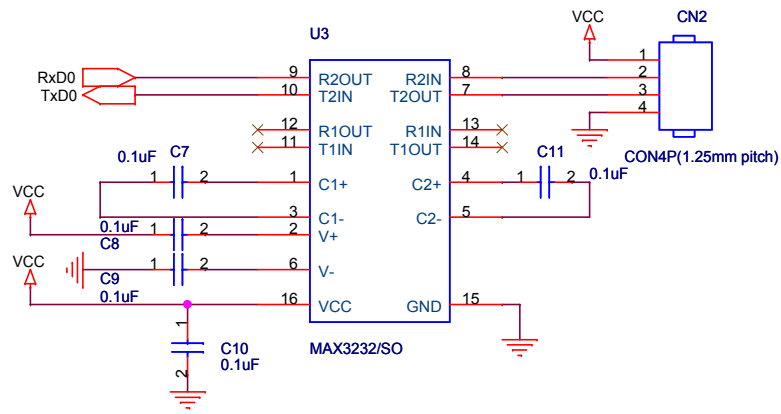 VCC
CN2
U3
1
RxD0
9
R2OUT
R2IN
8
2
TxD0
10
T2IN
T2OUT
7
3
4
12
R1OUT
R1IN
13
11
T1IN
T1OUT
14
0.1uF
C7
C11
CON4P(1.25mm pitch)
1
2
1
C1+
C2+
4
1
2
0.1uF
VCC
3
C1-
C2-
5
0.1uF
1
2
2
V+
C8
VCC
1
2
6
V-
C9
0.1uF
16
VCC
GND
15
1
C10
0.1uF
2
MAX3232/SO